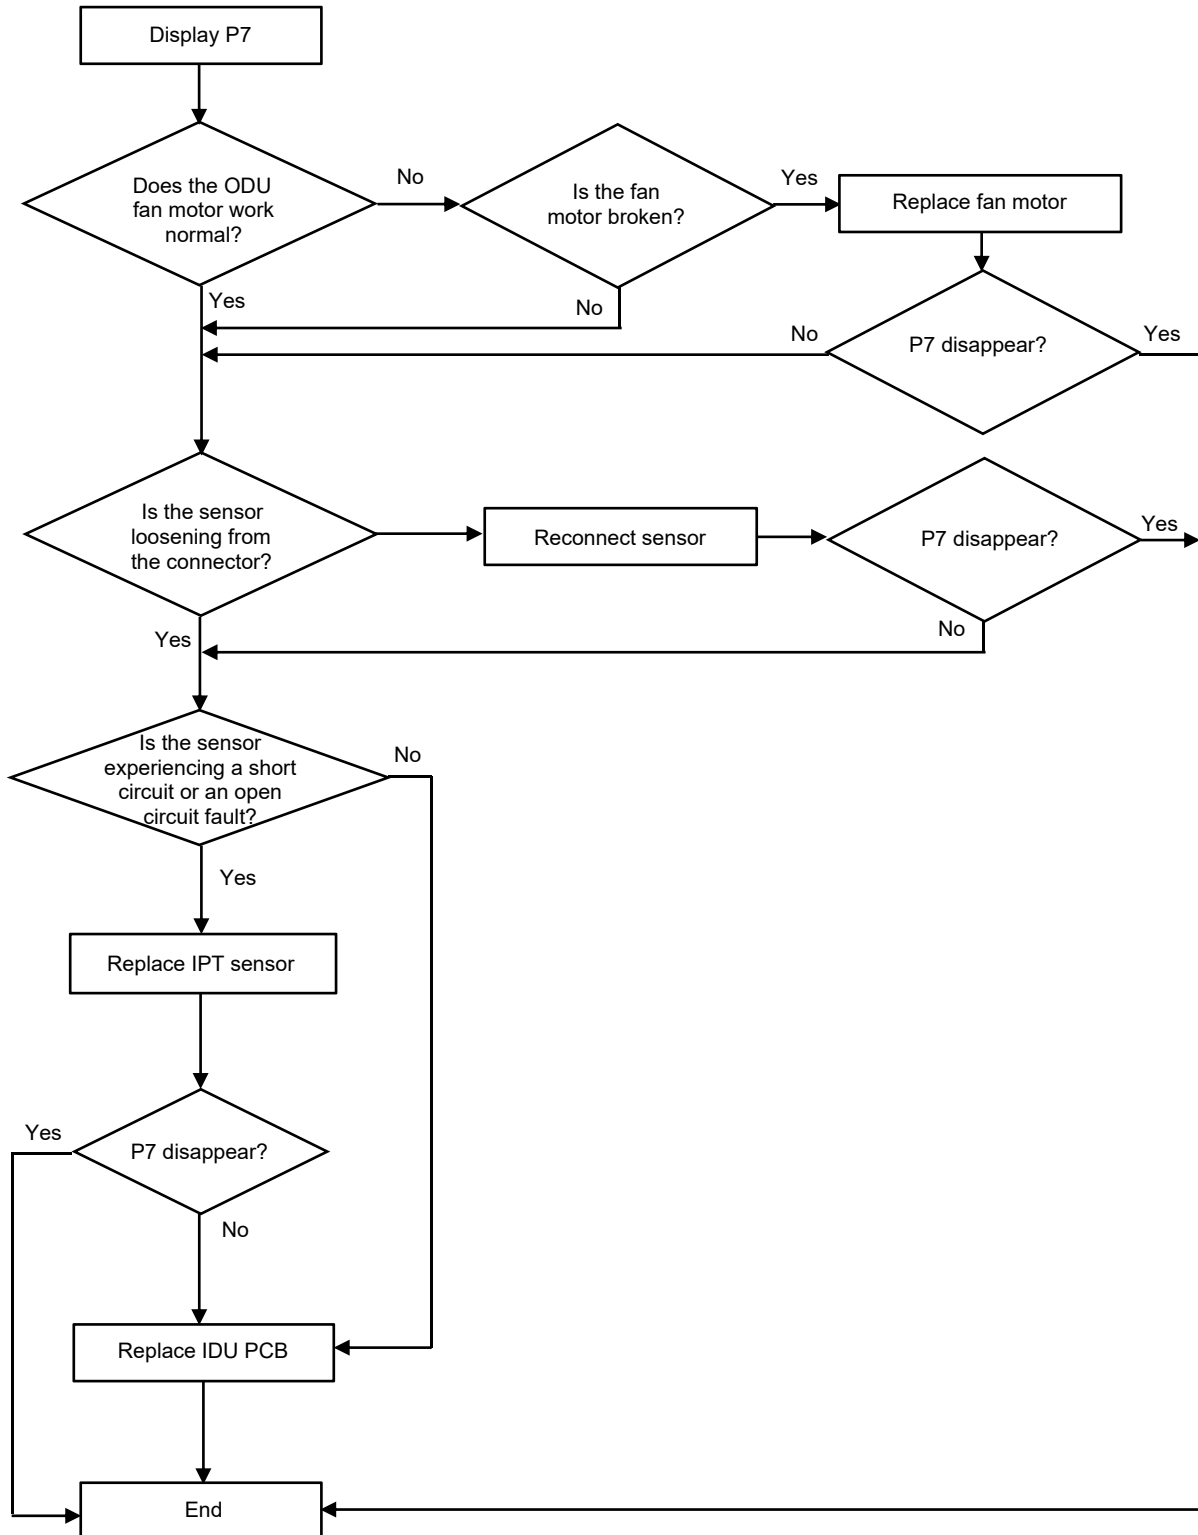 Display P7
Does the ODU
fan motor work
normal?
No
Is the fan
motor broken?
Yes
Replace fan motor
Yes
No
No
P7 disappear?
Yes
Is the sensor
loosening from
the connector?
Reconnect sensor
P7 disappear?
Yes
Yes
No
Is the sensor
experiencing a short
circuit or an open
circuit fault?
No
Yes
Replace IPT sensor
Yes
P7 disappear?
No
Replace IDU PCB
End